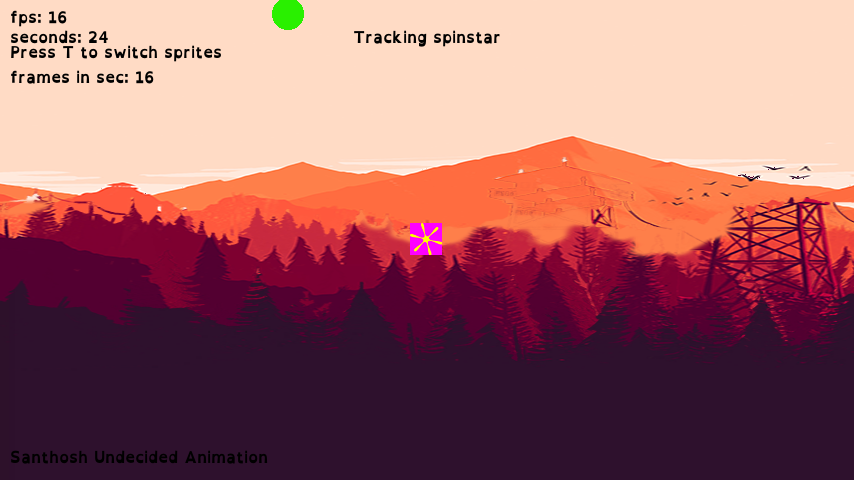 fps: 16
seconds: 24
Tracking spinstar
Press T to switch sprites
frames in sec: 16
Santhosh Undecided Animation